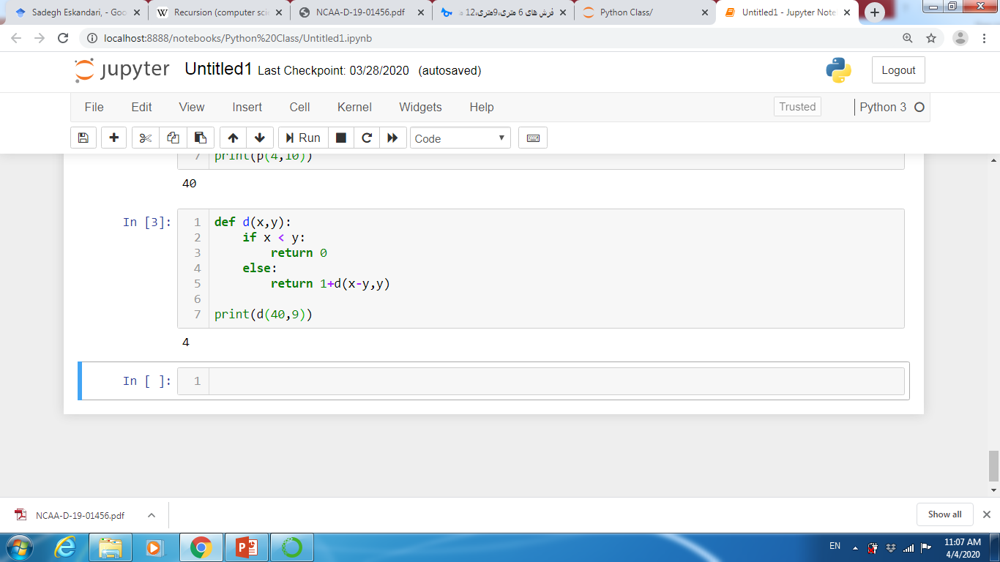 Sadegh Eskandari, - Goo
Recursion (computer scie
NCAA-D-19-01456.pdf
فرش های 6 متری،9متری،12 م
Python Class/
Untitled1 - Jupyter Note
localhost:8888/notebooks/Python%20Class/Untitled1.ipynb
jupyter Untitled1 Last Checkpoint: 03/28/2020 (autosaved)
Logout
File Edit View Insert Cell Kernel Widgets Help
Trusted
Python 3
Run
Code
7 print(p(4,10))
40
In [3]:
1 def d(x,y):
2     if x < y:
3         return 0
4     else:
5         return 1+d(x-y,y)
6
7 print(d(40,9))
4
In [ ]: 1
NCAA-D-19-01456.pdf
Show all
EN
11:07 AM
4/4/2020